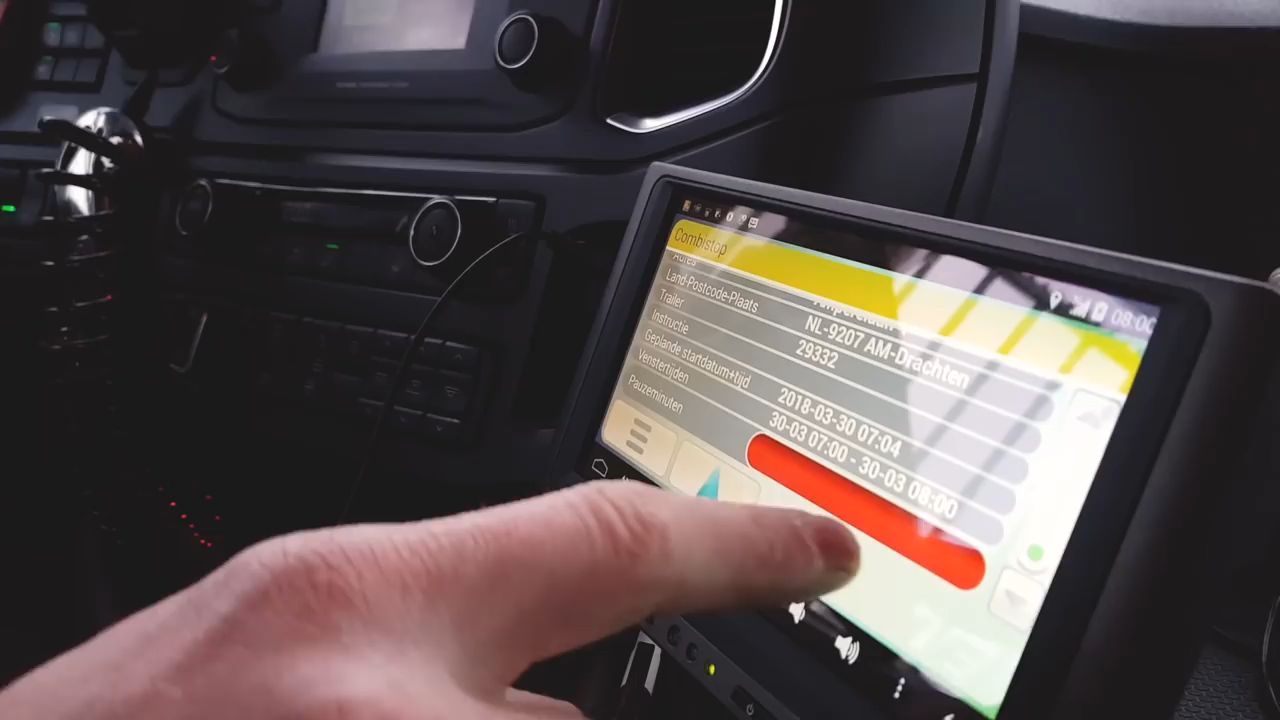 08:00
Combistop
Adres
Land-Postcode-Plaats NL-9207 AM-Drachten
Trailer 29332
Instructie
Geplande startdatum+tijd 2018-03-30 07:04
Venstertijden 30-03 07:00 - 30-03 08:00
Pauzeminuten